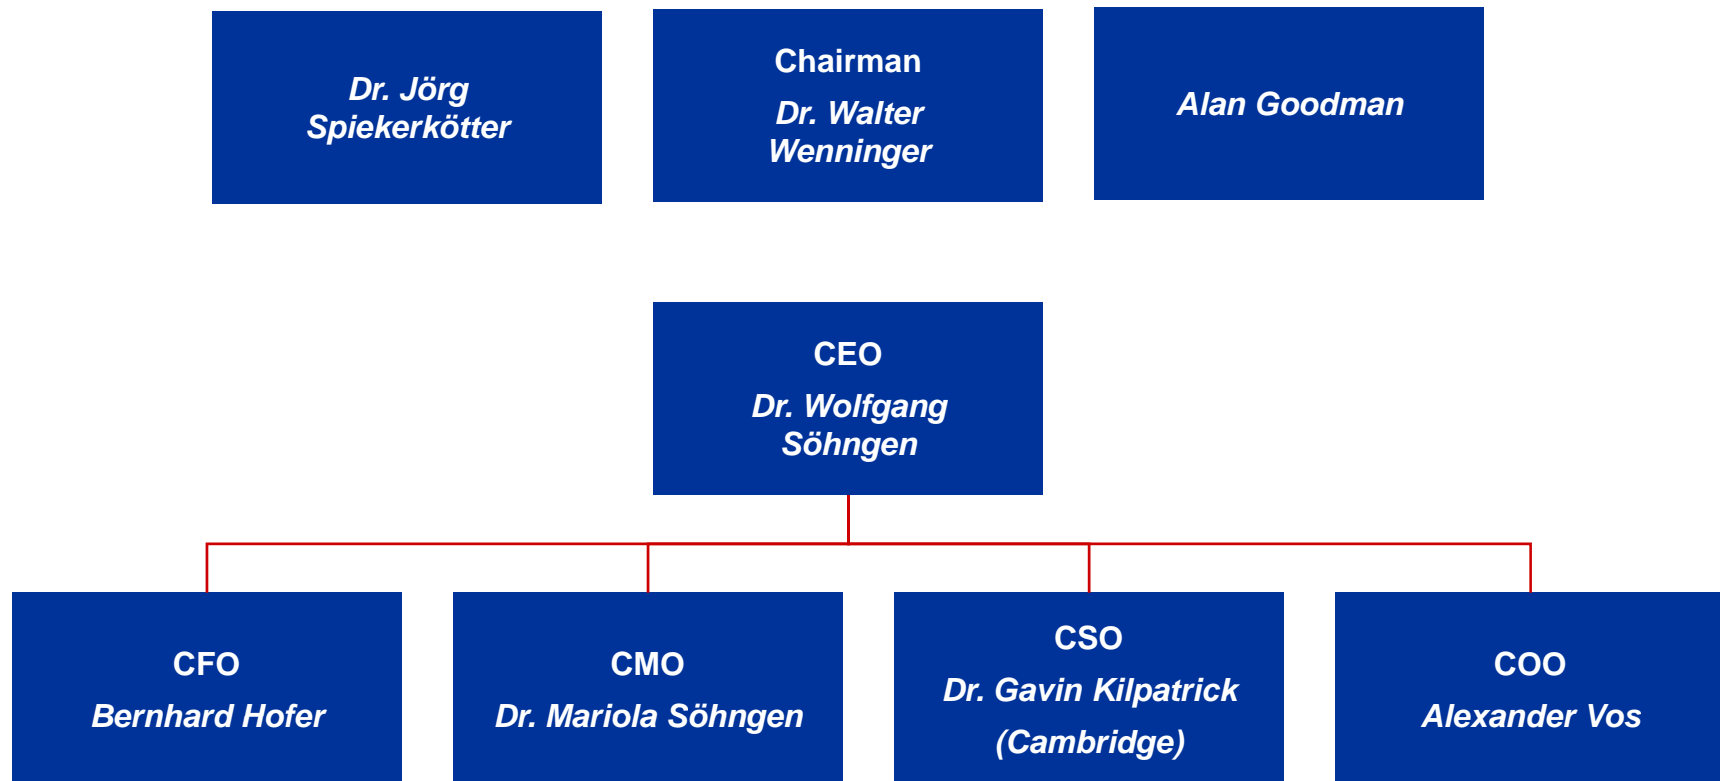 Dr. Jörg
Spiekerkötter
Chairman
Dr. Walter
Wenninger
Alan Goodman
CEO
Dr. Wolfgang
Söhngen
CFO
Bernhard Hofer
CMO
Dr. Mariola Söhngen
CSO
Dr. Gavin Kilpatrick
(Cambridge)
COO
Alexander Vos